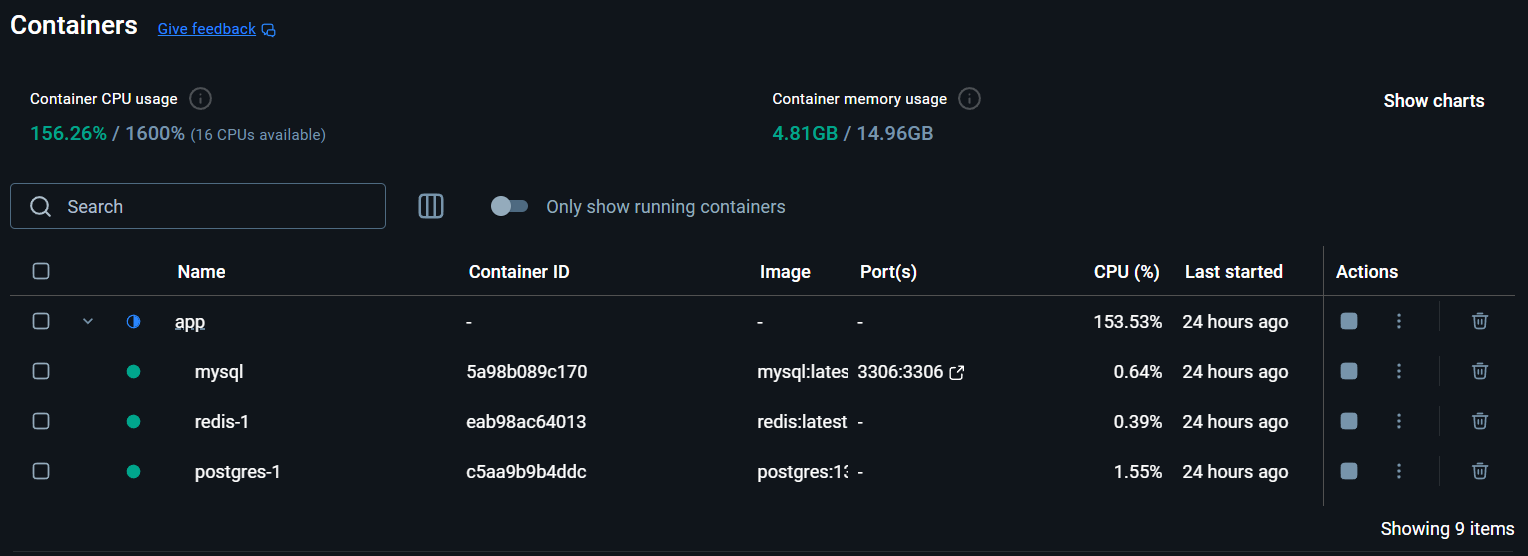 Containers Give feedback
Container CPU usage
156.26% / 1600% (16 CPUs available)
Container memory usage
4.81GB / 14.96GB
Show charts
Search
Only show running containers
Name Container ID Image Port(s) CPU (%) Last started Actions
app - - - 153.53% 24 hours ago
mysql 5a98b089c170 mysql:lates 3306:3306 0.64% 24 hours ago
redis-1 eab98ac64013 redis:latest - 0.39% 24 hours ago
postgres-1 c5aa9b9b4ddc postgres:13 - 1.55% 24 hours ago
Showing 9 items